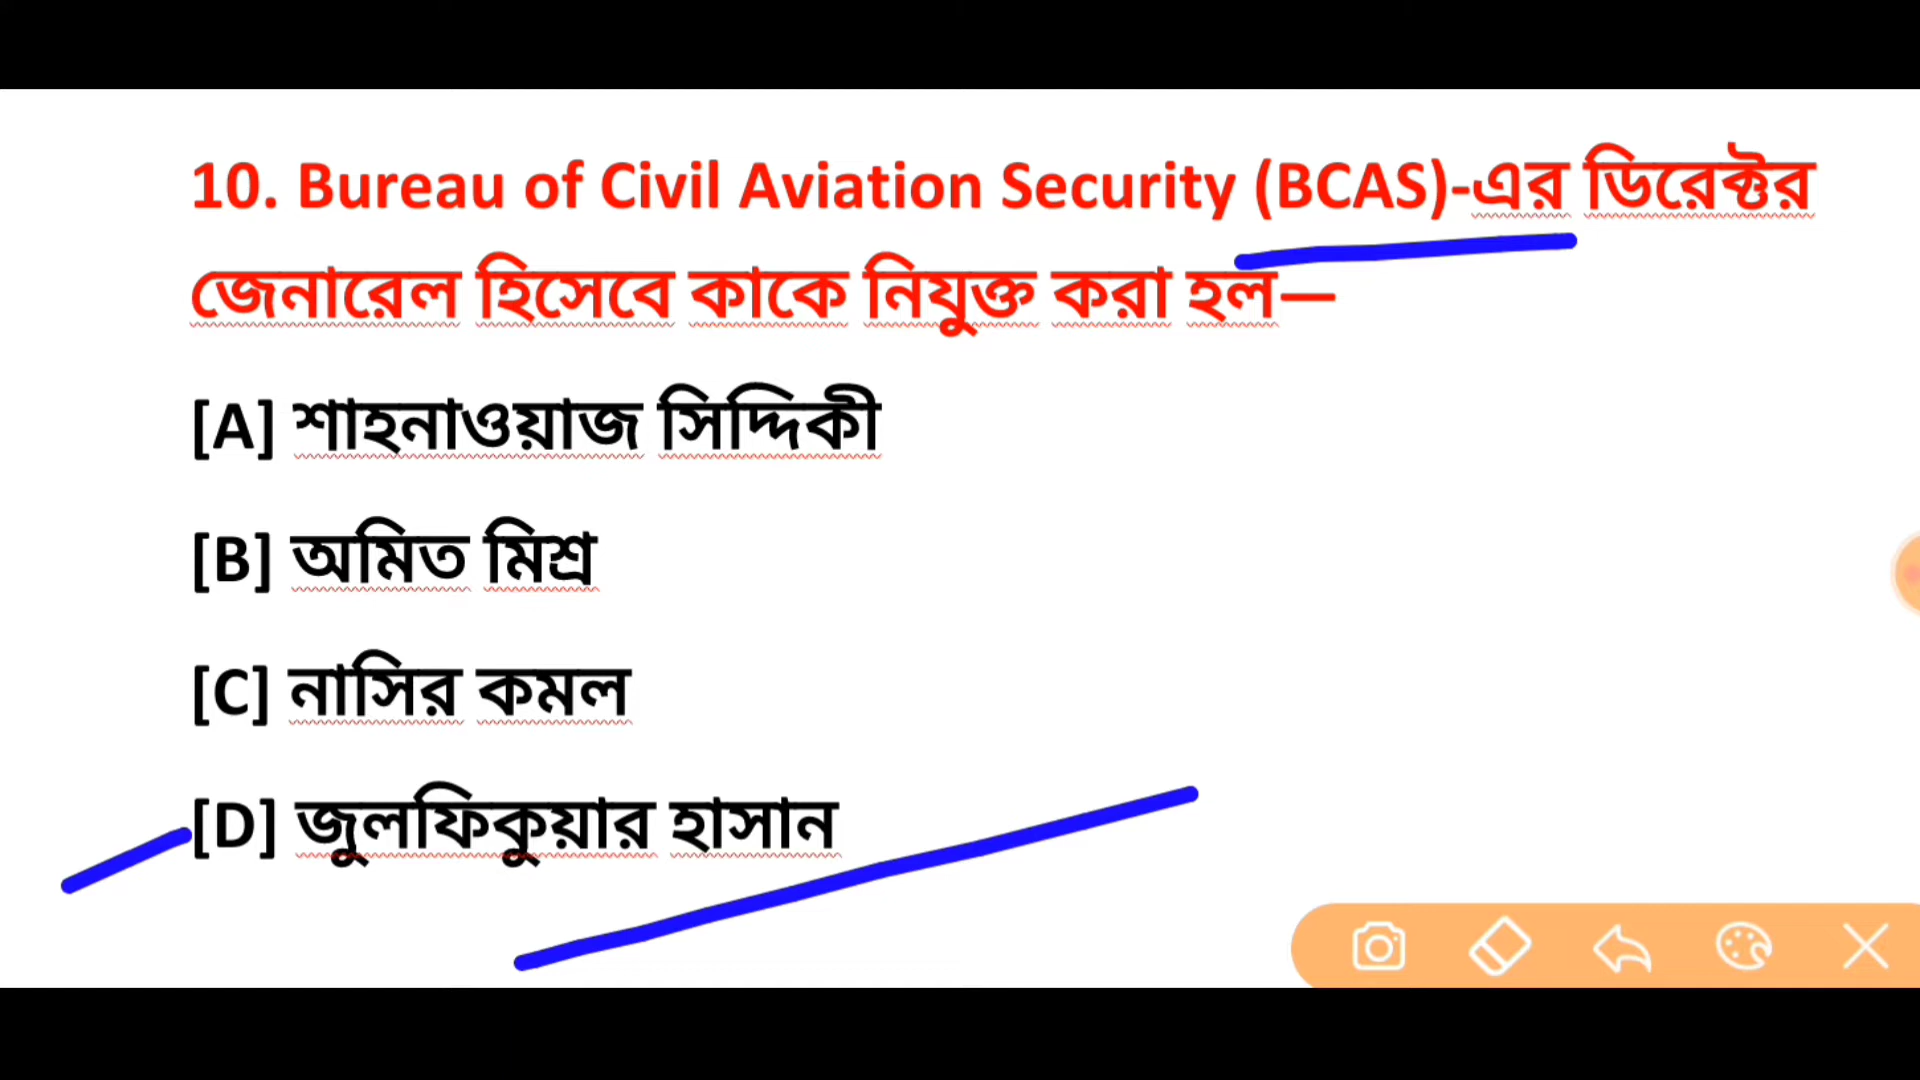 10. Bureau of Civil Aviation Security (BCAS)-এর ডিরেক্টর
জেনারেল হিসেবে কাকে নিযুক্ত করা হল—
[A] শাহনাওয়াজ সিদ্দিকী
[B] অমিত মিশ্র
[C] নাসির কমল
[D] জুলফিকুয়ার হাসান